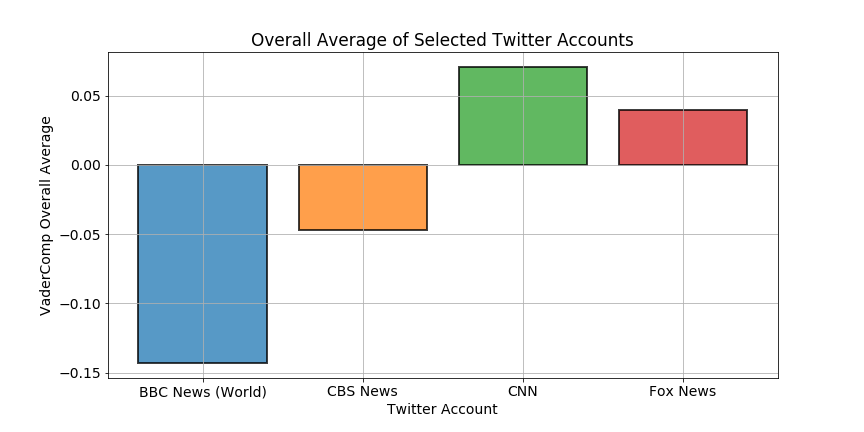 Overall Average of Selected Twitter Accounts
0.05
0.00
−0.05
−0.10
−0.15
VaderComp Overall Average
BBC News (World) CBS News CNN Fox News
Twitter Account